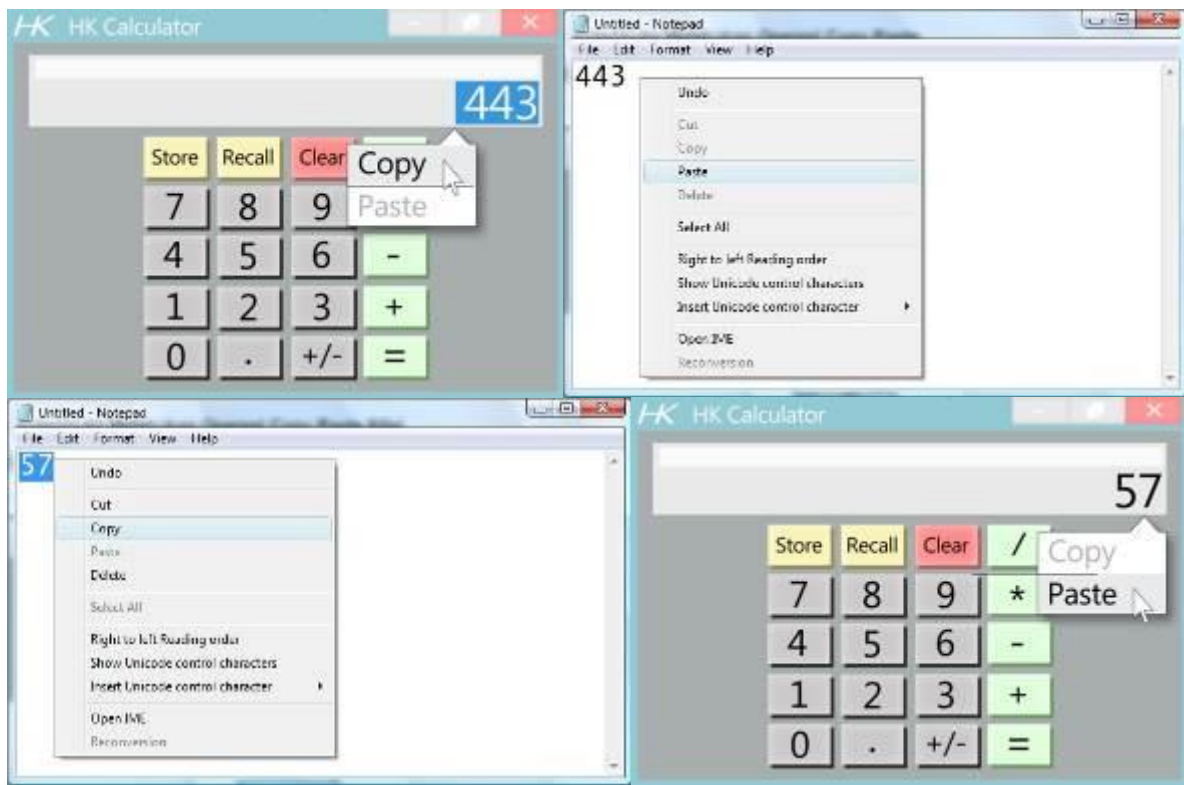 HK HK Calculator
443
Store Recall Clear
Copy
Paste
7 8 9
4 5 6 -
1 2 3 +
0 . +/- =
Untitled - Notepad
File Edit Format View Help
443
Undo
Cut
Copy
Paste
Delete
Select All
Right to left Reading order
Show Unicode control characters
Insert Unicode control character
Open IME
Reconversion
Untitled - Notepad
File Edit Format View Help
57
Undo
Cut
Copy
Paste
Delete
Select All
Right to left Reading order
Show Unicode control characters
Insert Unicode control character
Open IME
Reconversion
HK HK Calculator
57
Store Recall Clear /
Copy
7 8 9 *
Paste
4 5 6 -
1 2 3 +
0 . +/- =